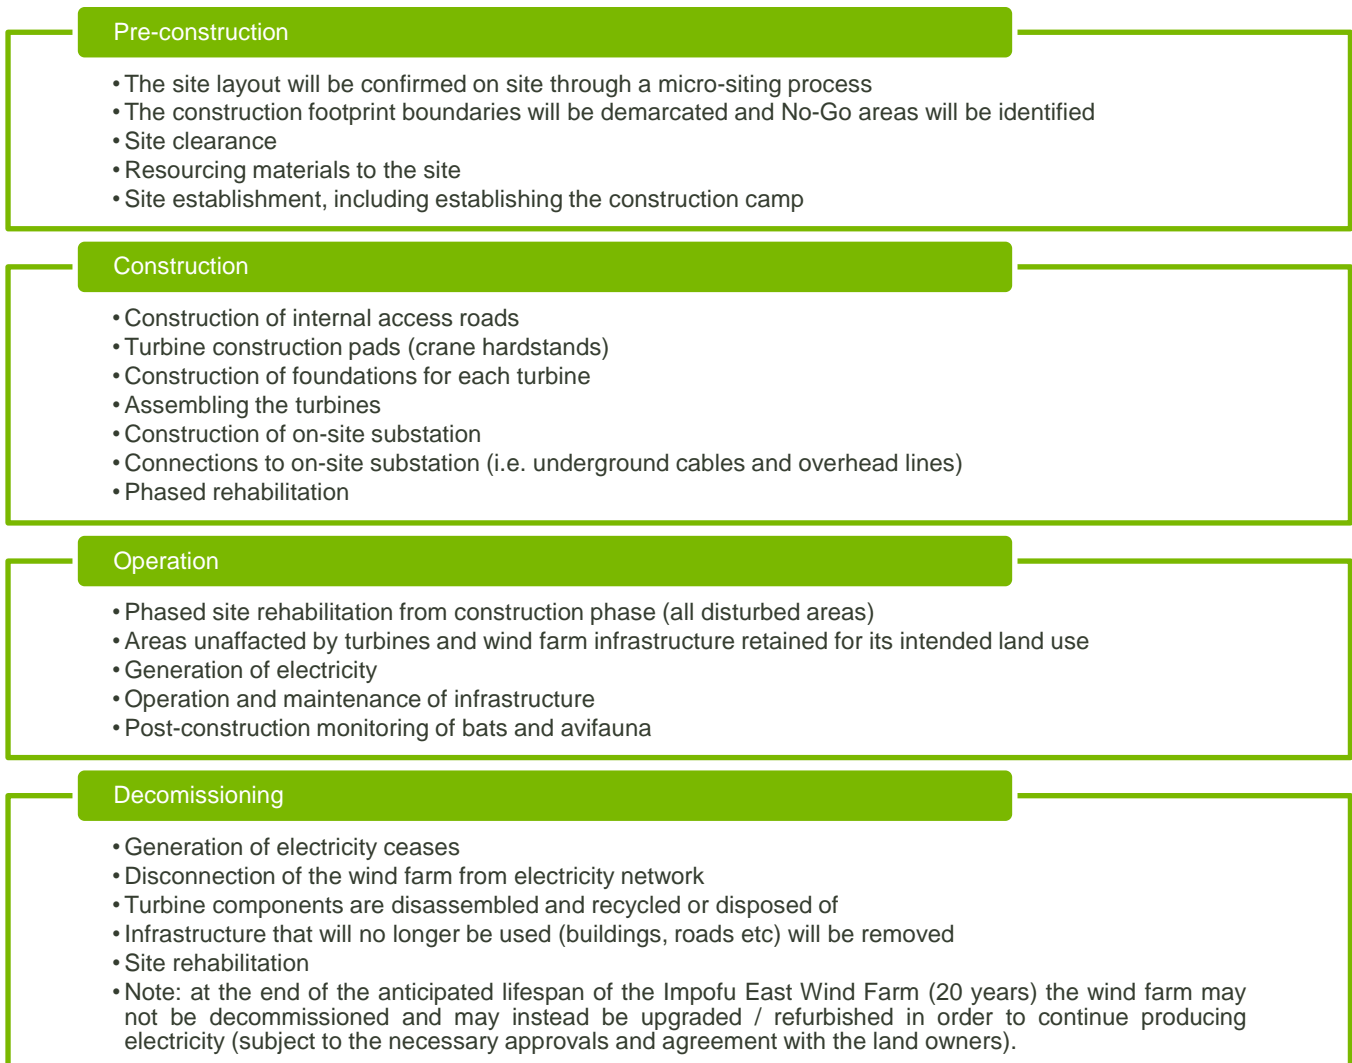 Pre-construction
• The site layout will be confirmed on site through a micro-siting process
• The construction footprint boundaries will be demarcated and No-Go areas will be identified
• Site clearance
• Resourcing materials to the site
• Site establishment, including establishing the construction camp
Construction
• Construction of internal access roads
• Turbine construction pads (crane hardstands)
• Construction of foundations for each turbine
• Assembling the turbines
• Construction of on-site substation
• Connections to on-site substation (i.e. underground cables and overhead lines)
• Phased rehabilitation
Operation
• Phased site rehabilitation from construction phase (all disturbed areas)
• Areas unaffacted by turbines and wind farm infrastructure retained for its intended land use
• Generation of electricity
• Operation and maintenance of infrastructure
• Post-construction monitoring of bats and avifauna
Decomissioning
• Generation of electricity ceases
• Disconnection of the wind farm from electricity network
• Turbine components are disassembled and recycled or disposed of
• Infrastructure that will no longer be used (buildings, roads etc) will be removed
• Site rehabilitation
• Note: at the end of the anticipated lifespan of the Impofu East Wind Farm (20 years) the wind farm may
not be decommissioned and may instead be upgraded / refurbished in order to continue producing
electricity (subject to the necessary approvals and agreement with the land owners).